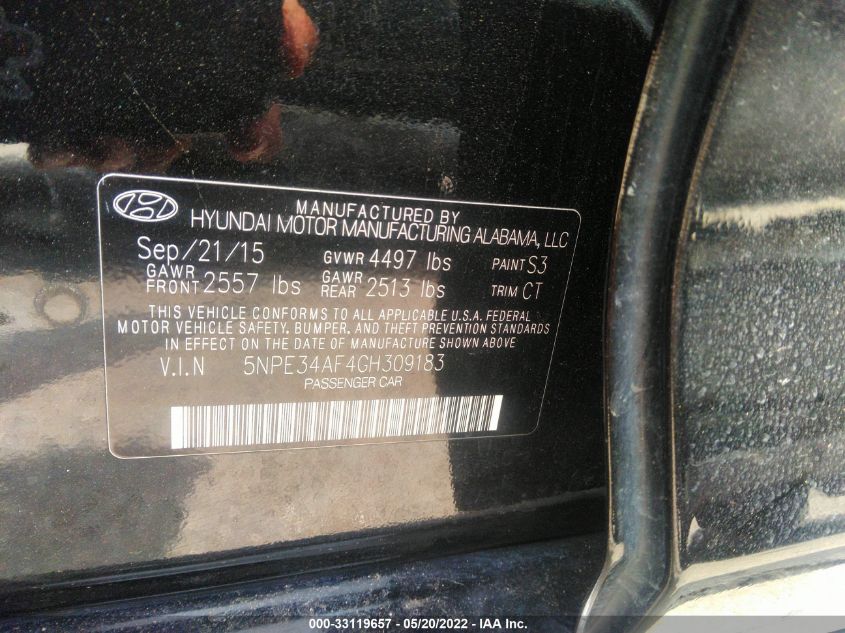 MANUFACTURED BY
HYUNDAI MOTOR MANUFACTURING ALABAMA, LLC
Sep/21/15 GVWR 4497 lbs PAINT S3
GAWR FRONT 2557 lbs GAWR REAR 2513 lbs TRIM CT
THIS VEHICLE CONFORMS TO ALL APPLICABLE U.S.A. FEDERAL
MOTOR VEHICLE SAFETY, BUMPER, AND THEFT PREVENTION STANDARDS
IN EFFECT ON THE DATE OF MANUFACTURE SHOWN ABOVE
V.I.N 5NPE34AF4GH309183
PASSENGER CAR
000-33119657 - 05/20/2022 - IAA Inc.